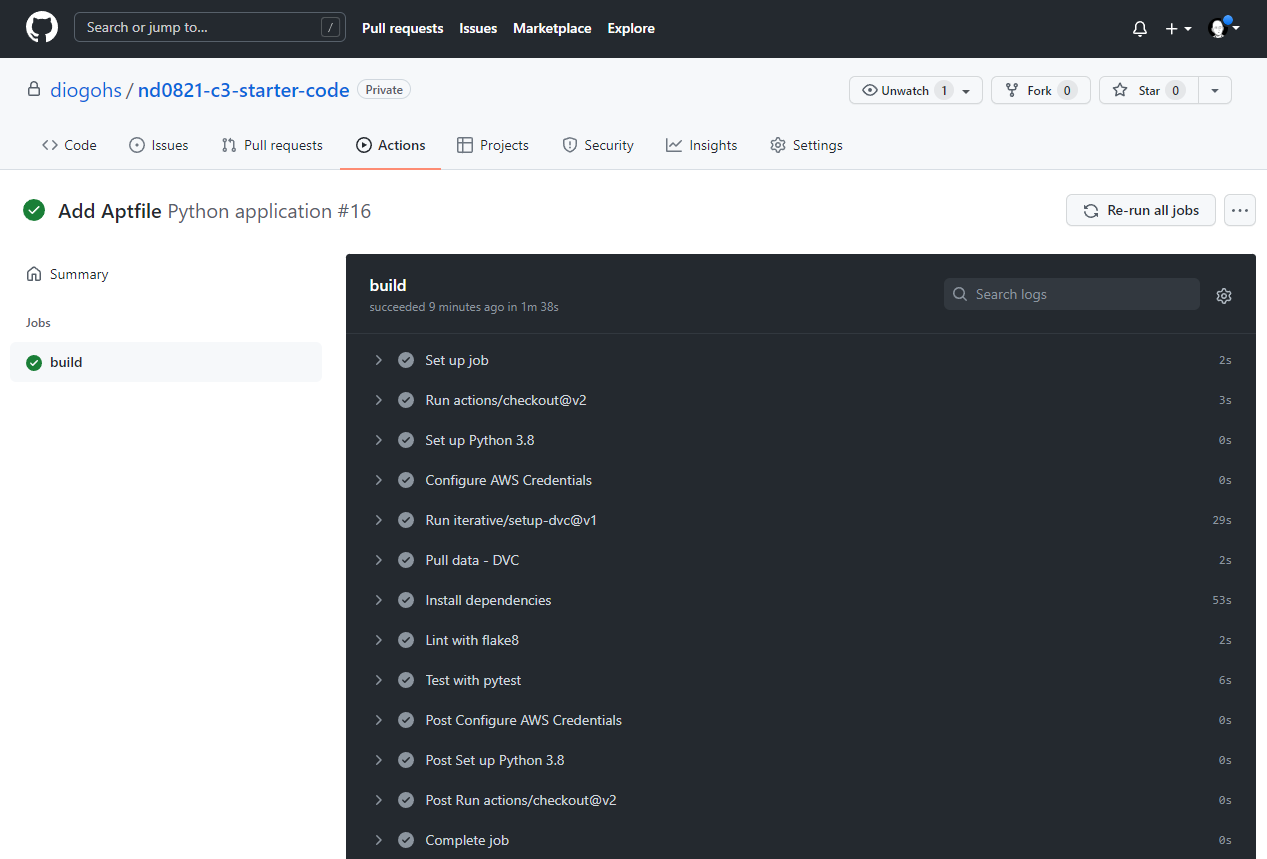 Search or jump to... /
Pull requests Issues Marketplace Explore
diogohs / nd0821-c3-starter-code Private
Unwatch 1 Fork 0 Star 0
Code Issues Pull requests Actions Projects Security Insights Settings
Add Aptfile Python application #16
Re-run all jobs
Summary
Jobs
build
build
succeeded 9 minutes ago in 1m 38s
Search logs
Set up job 2s
Run actions/checkout@v2 3s
Set up Python 3.8 0s
Configure AWS Credentials 0s
Run iterative/setup-dvc@v1 29s
Pull data - DVC 2s
Install dependencies 53s
Lint with flake8 2s
Test with pytest 6s
Post Configure AWS Credentials 0s
Post Set up Python 3.8 0s
Post Run actions/checkout@v2 0s
Complete job 0s